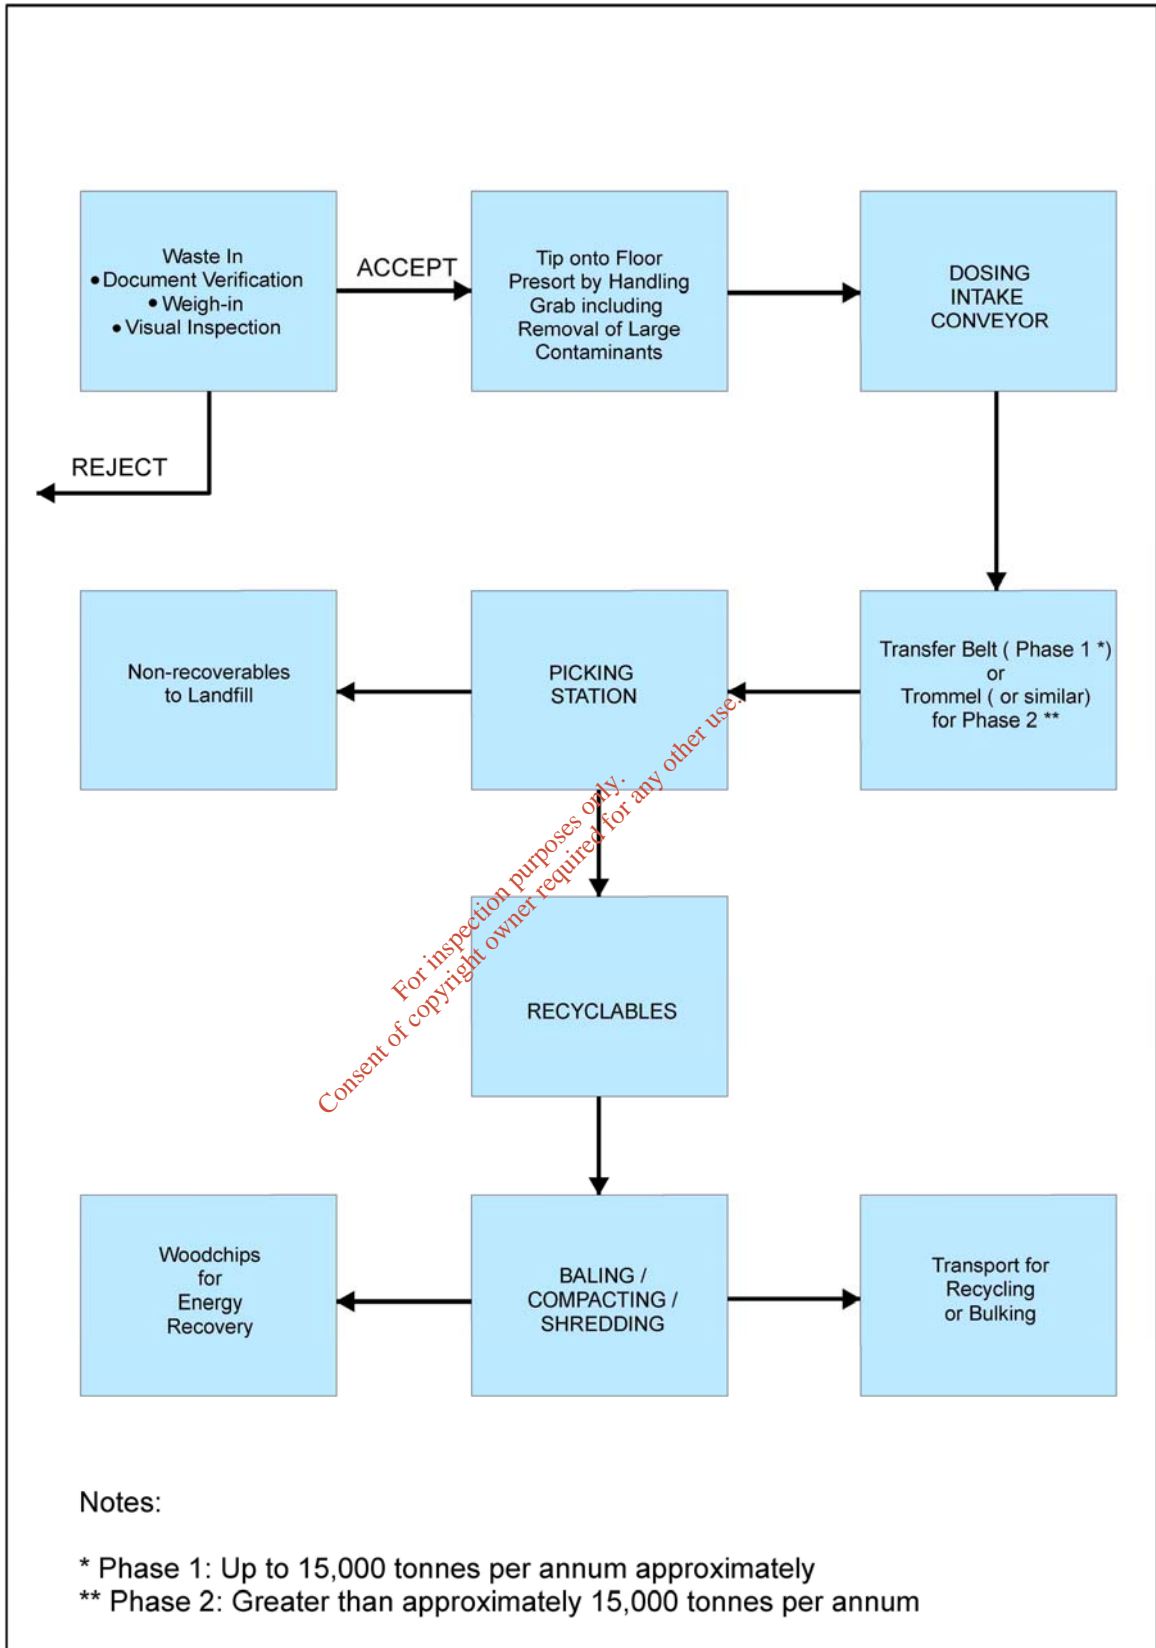 Waste In
• Document Verification
• Weigh-in
• Visual Inspection
ACCEPT
Tip onto Floor
Presort by Handling
Grab including
Removal of Large
Contaminants
DOSING
INTAKE
CONVEYOR
REJECT
Non-recoverables
to Landfill
PICKING
STATION
Transfer Belt ( Phase 1 *)
or
Trommel ( or similar)
for Phase 2 **
For inspection purposes only.
Consent of copyright owner required for any other use.
RECYCLABLES
Woodchips
for
Energy
Recovery
BALING /
COMPACTING /
SHREDDING
Transport for
Recycling
or Bulking
Notes:
* Phase 1: Up to 15,000 tonnes per annum approximately
** Phase 2: Greater than approximately 15,000 tonnes per annum